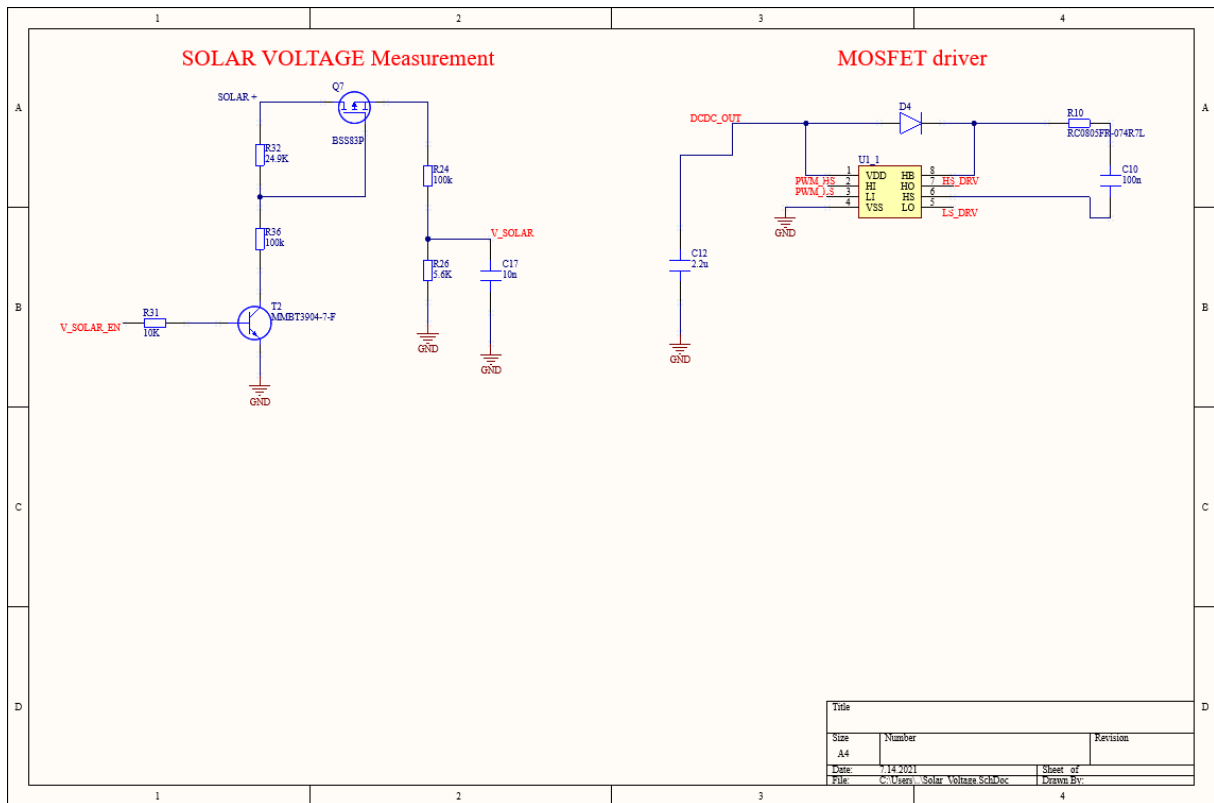 1 2 3 4
SOLAR VOLTAGE Measurement
MOSFET driver
A A
Q7
SOLAR +
BSS83P
R32
24.9K
R24
100k
R36
100k
V_SOLAR
R26
5.6K
C17
10n
R31
10K
V_SOLAR_EN
T2
MMBT3904-7-F
GND
GND
GND
DCDC_OUT
D4
R10
RC0805FR-074R7L
U1_1
1 VDD HB 8
PWM_HS 2 HI HO 7 HS_DRV
PWM_LS 3 LI HS 6
4 VSS LO 5 LS_DRV
C10
100n
GND
C12
2.2u
GND
B B
C C
D D
Title
Size Number Revision
A4
Date: 7.14.2021 Sheet of
File: C:\Users\..\Solar_Voltage.SchDoc Drawn By:
1 2 3 4